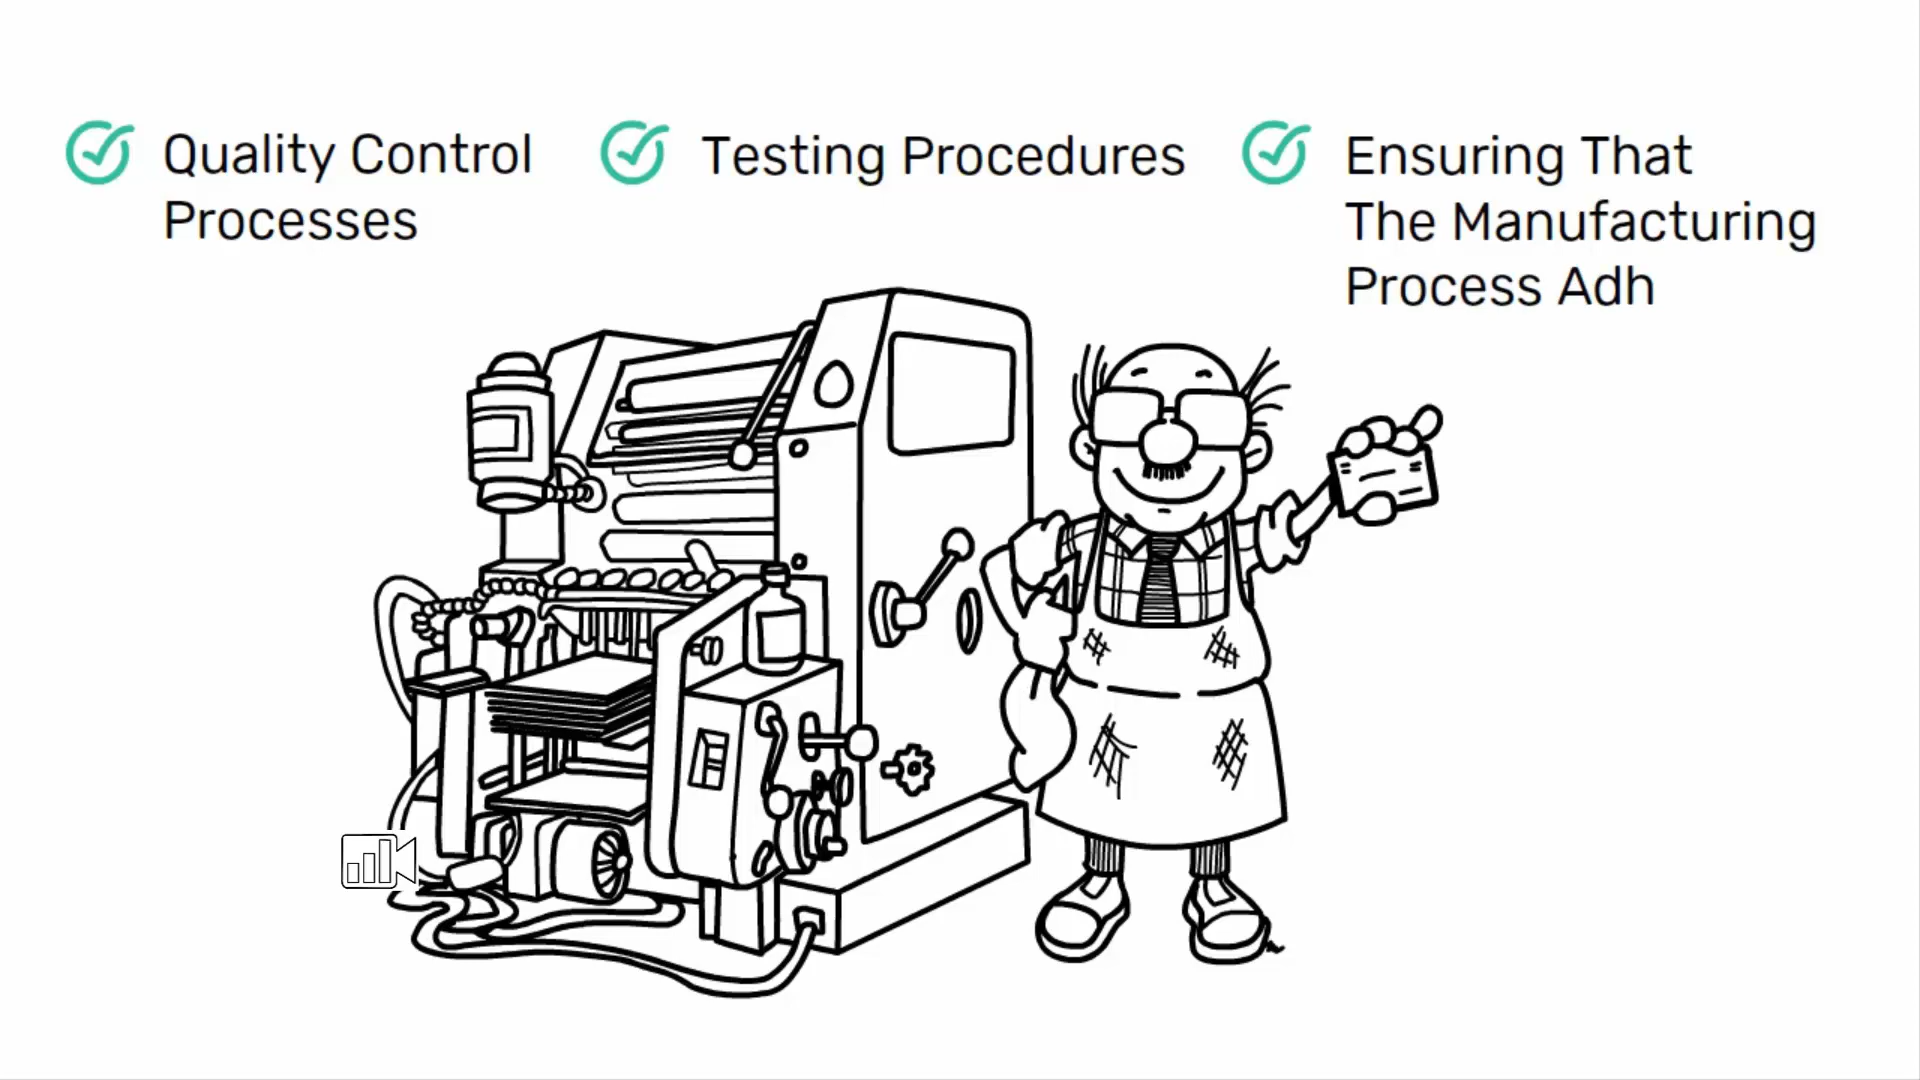 Quality Control
Processes
Testing Procedures
Ensuring That
The Manufacturing
Process Adh